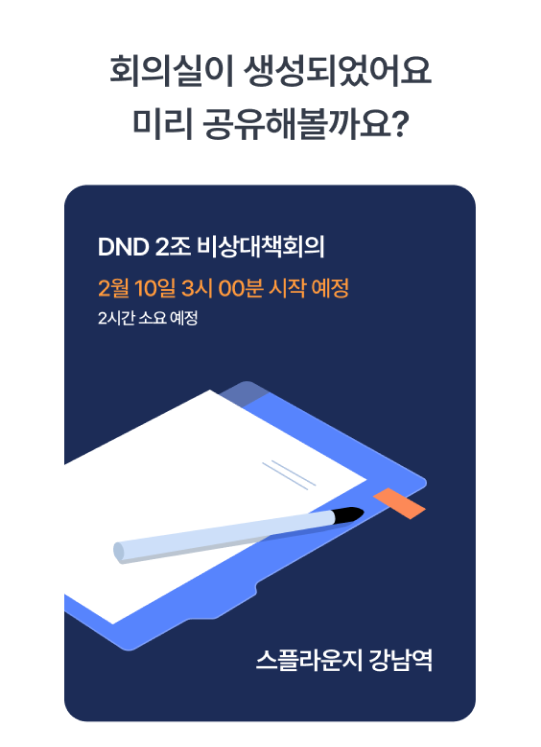 회의실이 생성되었어요
미리 공유해볼까요?
DND 2조 비상대책회의
2월 10일 3시 00분 시작 예정
2시간 소요 예정
스플라운지 강남역